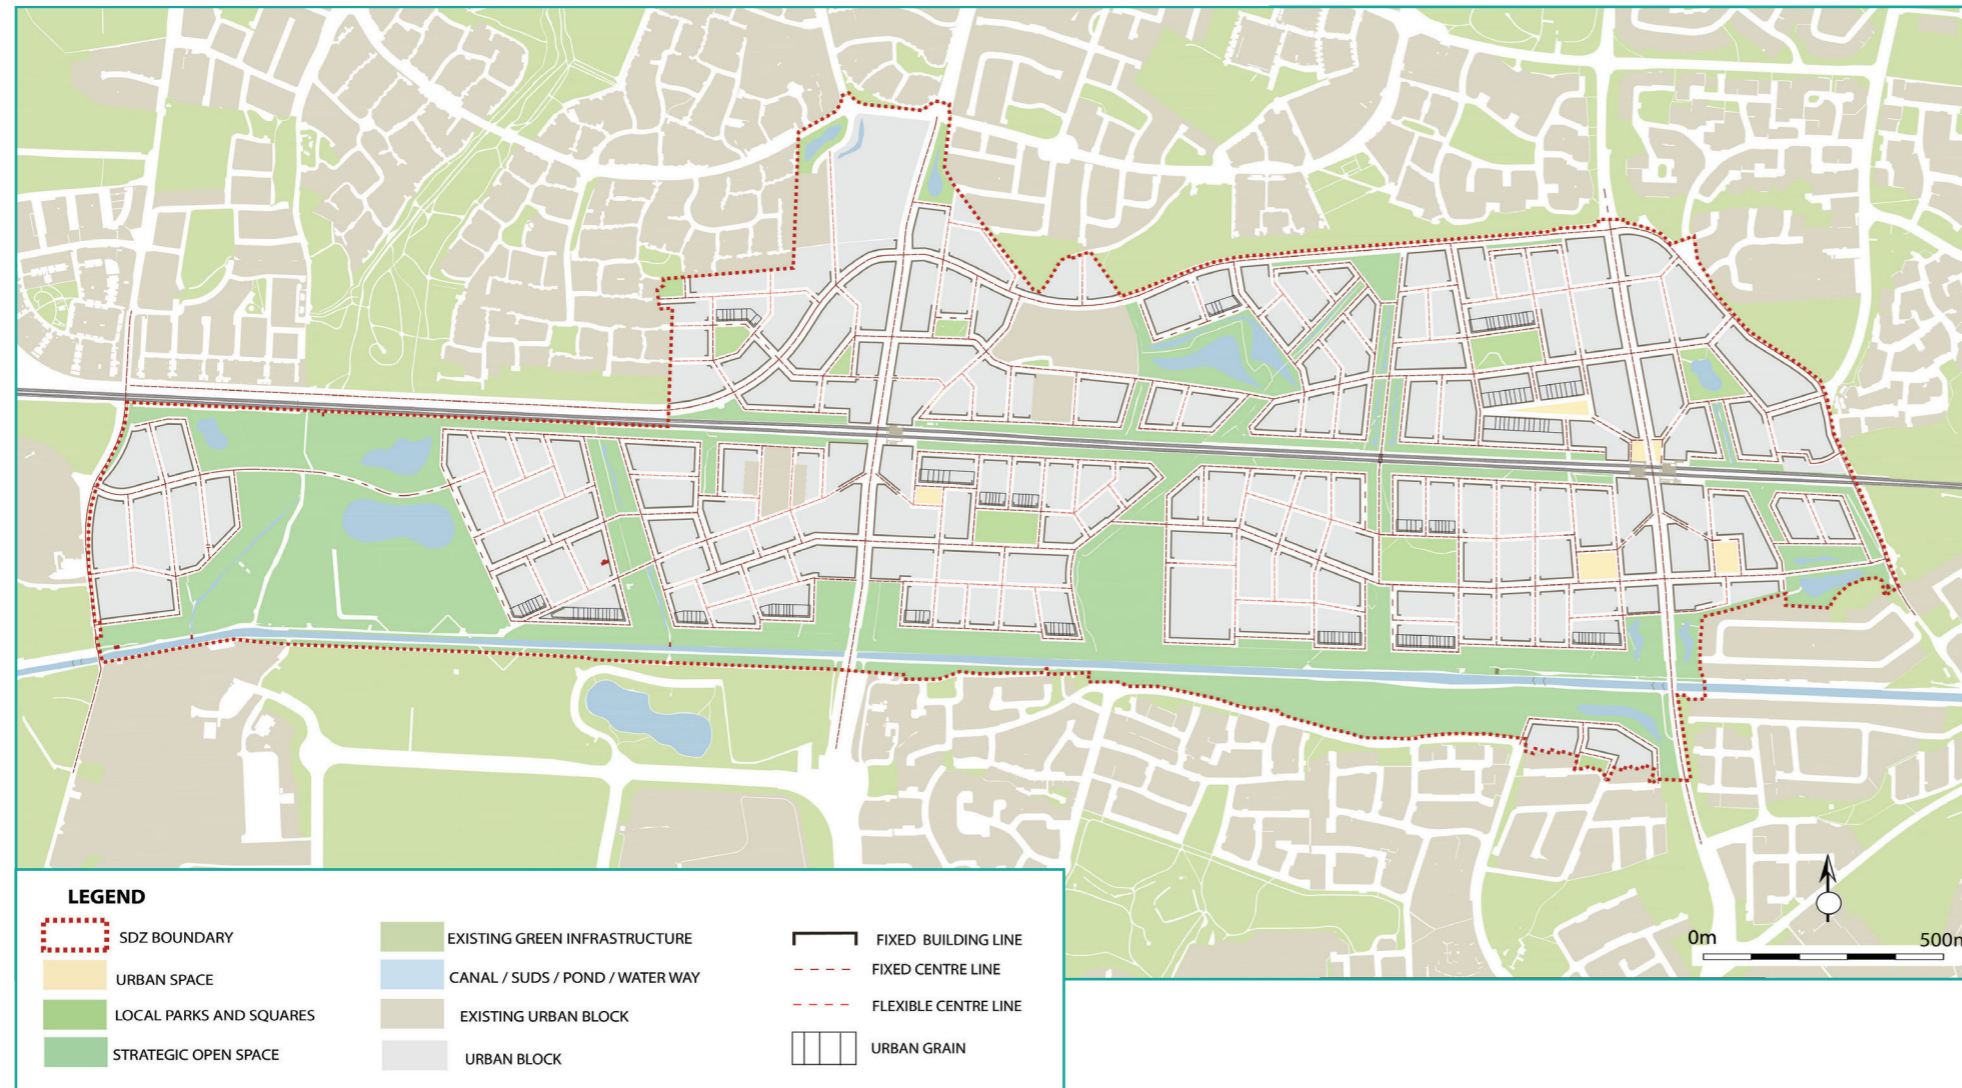 0m
500m
LEGEND
SDZ BOUNDARY
URBAN SPACE
LOCAL PARKS AND SQUARES
STRATEGIC OPEN SPACE
EXISTING GREEN INFRASTRUCTURE
CANAL / SUDS / POND / WATER WAY
EXISTING URBAN BLOCK
URBAN BLOCK
FIXED BUILDING LINE
FIXED CENTRE LINE
FLEXIBLE CENTRE LINE
URBAN GRAIN